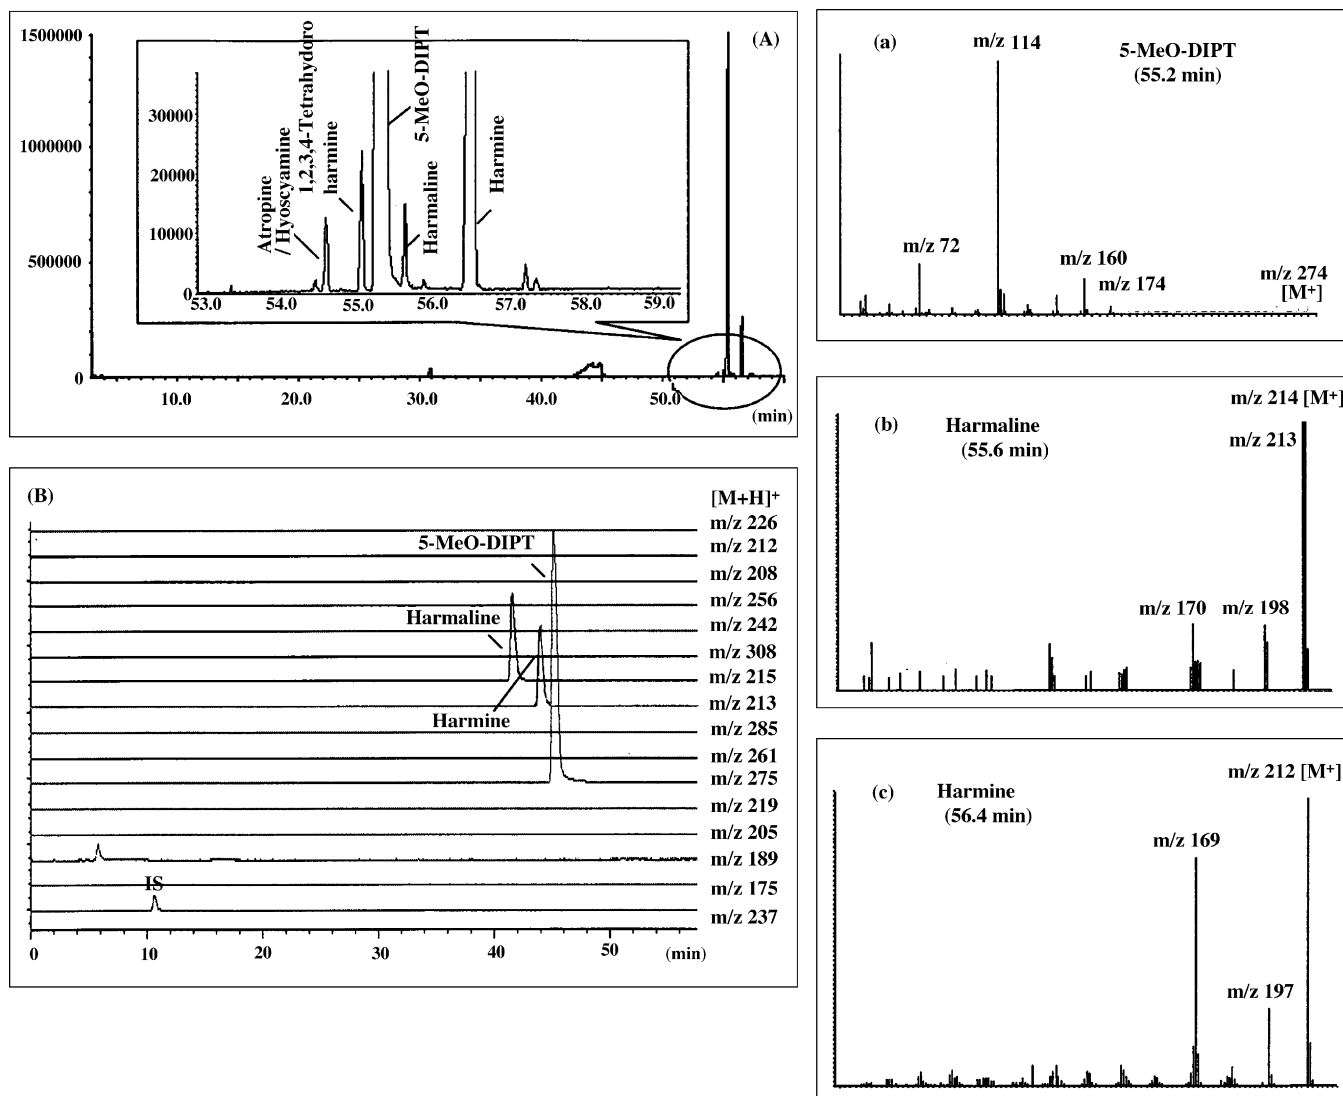 (A)
1500000
1000000
500000
0
10.0
20.0
30.0
40.0
50.0
(min)
30000
20000
10000
0
53.0
54.0
55.0
56.0
57.0
58.0
59.0
Atropine
/ Hyoscyamine
1,2,3,4-Tetrahydoro
harmine
5-MeO-DIPT
Harmaline
Harmine
(B)
[M+H]+
m/z 226
m/z 212
m/z 208
m/z 256
m/z 242
m/z 308
m/z 215
m/z 213
m/z 285
m/z 261
m/z 275
m/z 219
m/z 205
m/z 189
m/z 175
m/z 237
5-MeO-DIPT
Harmaline
Harmine
IS
0
10
20
30
40
50
(min)
(a)
5-MeO-DIPT
(55.2 min)
m/z 114
m/z 72
m/z 160
m/z 174
m/z 274
[M+]
(b)
Harmaline
(55.6 min)
m/z 214 [M+]
m/z 213
m/z 170
m/z 198
(c)
Harmine
(56.4 min)
m/z 212 [M+]
m/z 169
m/z 197